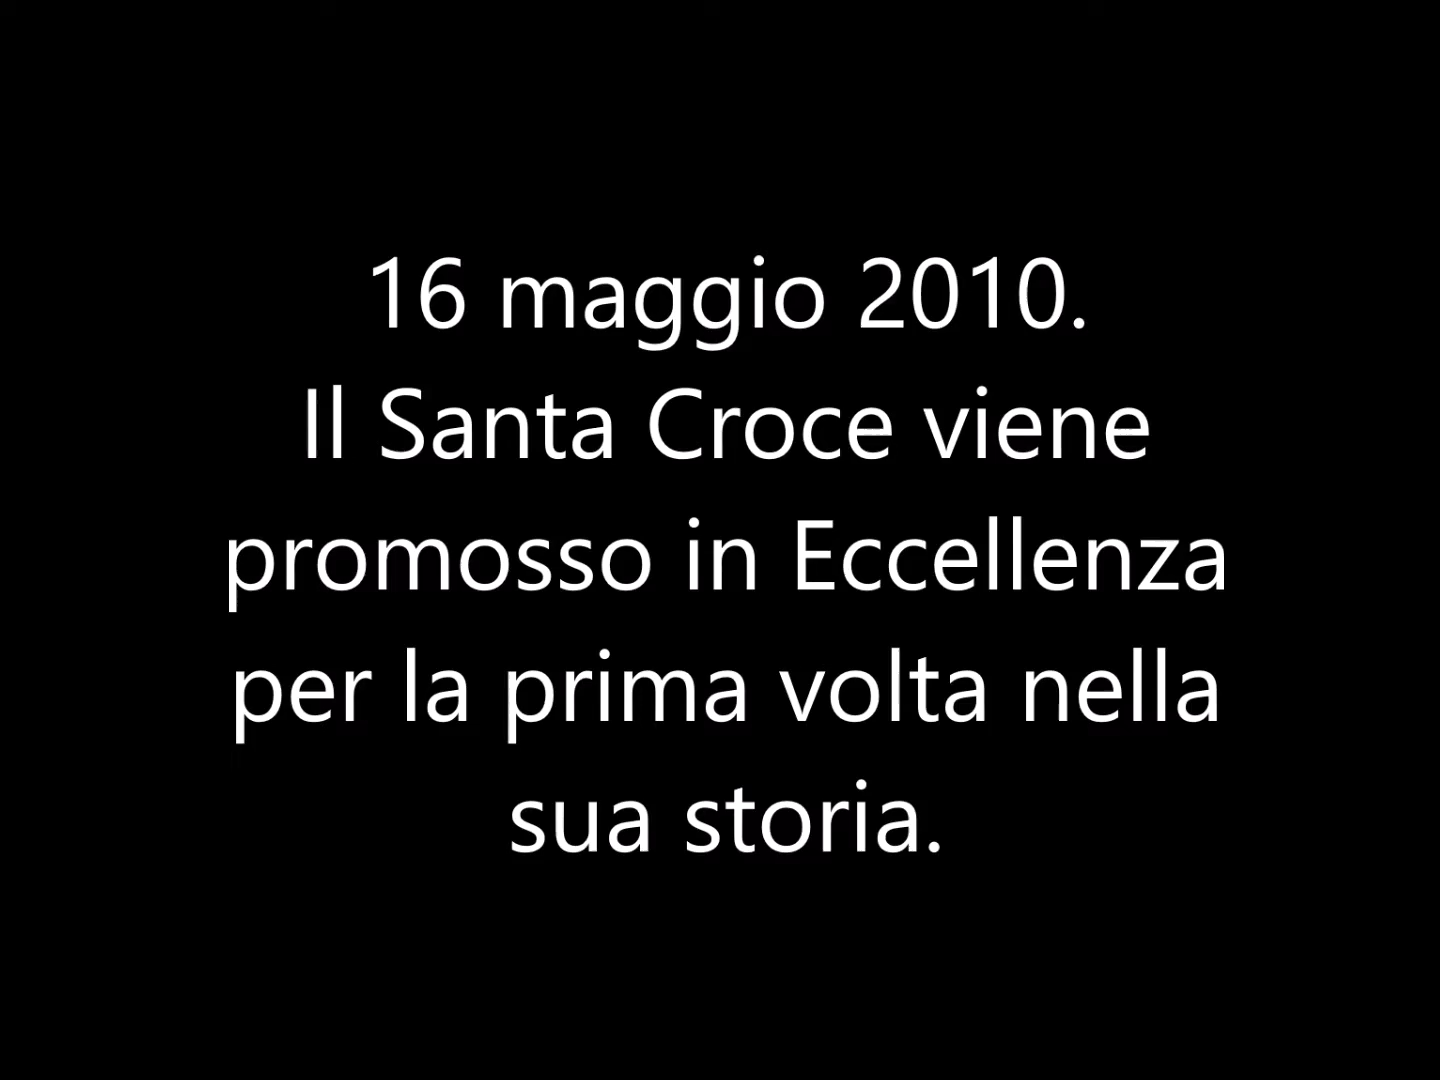 16 maggio 2010.
Il Santa Croce viene
promosso in Eccellenza
per la prima volta nella
sua storia.